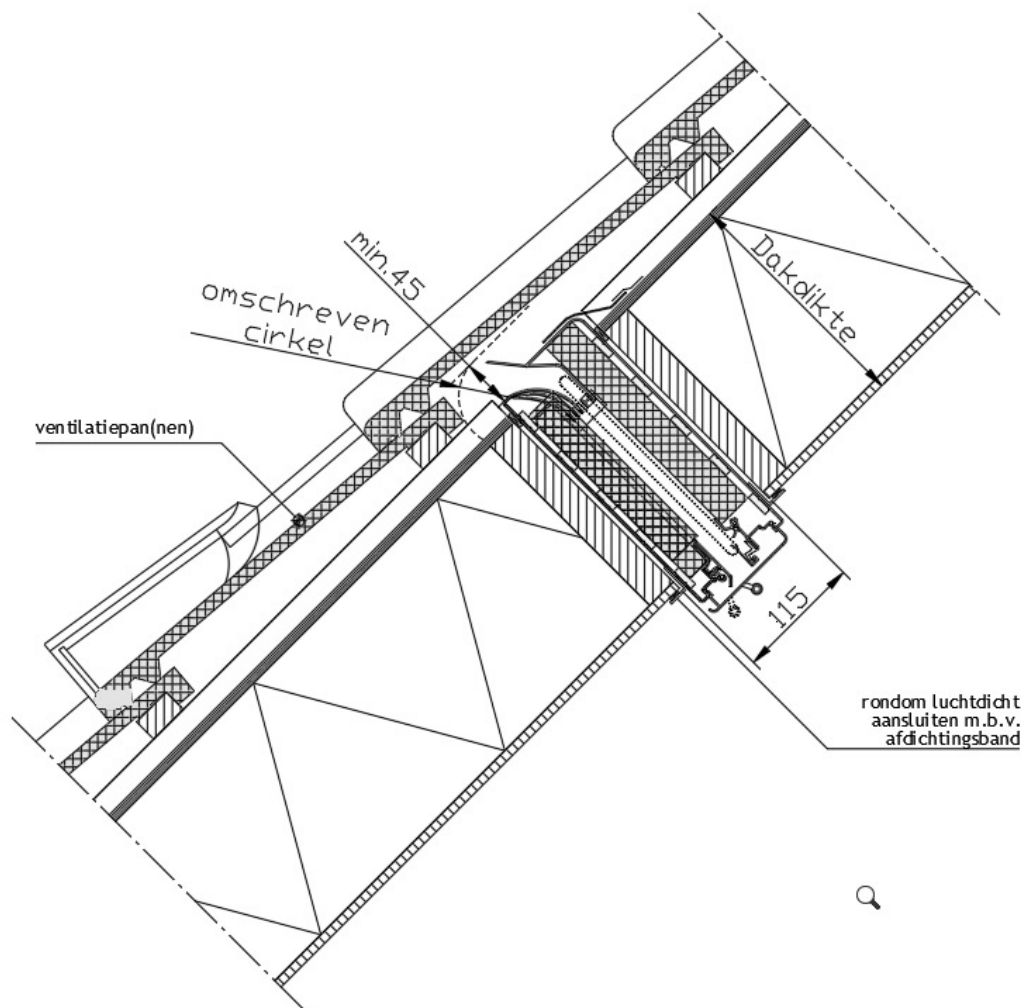 min.45
Dakdikte
omschreven
cirkel
ventilatiepan(nen)
115
rondom luchtdicht
aansluiten m.b.v.
afdichtingsband